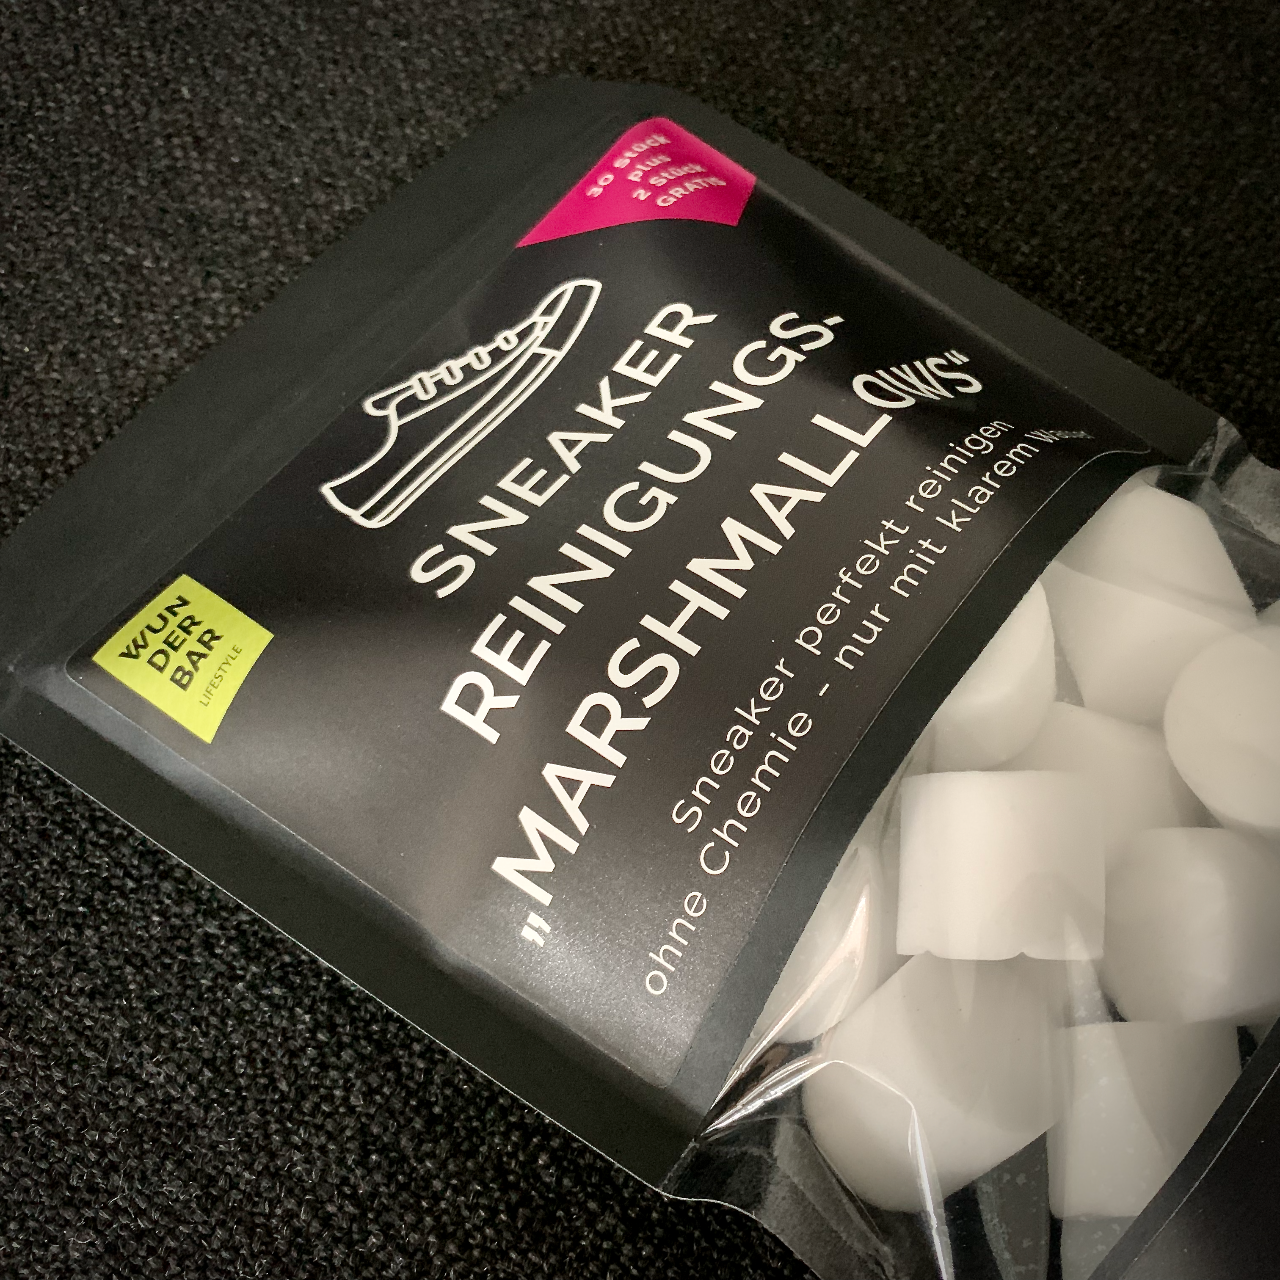 30 Stück
plus
2 Stück
GRATIS
SNEAKER
REINIGUNGS-
„MARSHMALLOWS“
Sneaker perfekt reinigen
ohne Chemie - nur mit klarem Wasser
WUN
DER
BAR
LIFESTYLE